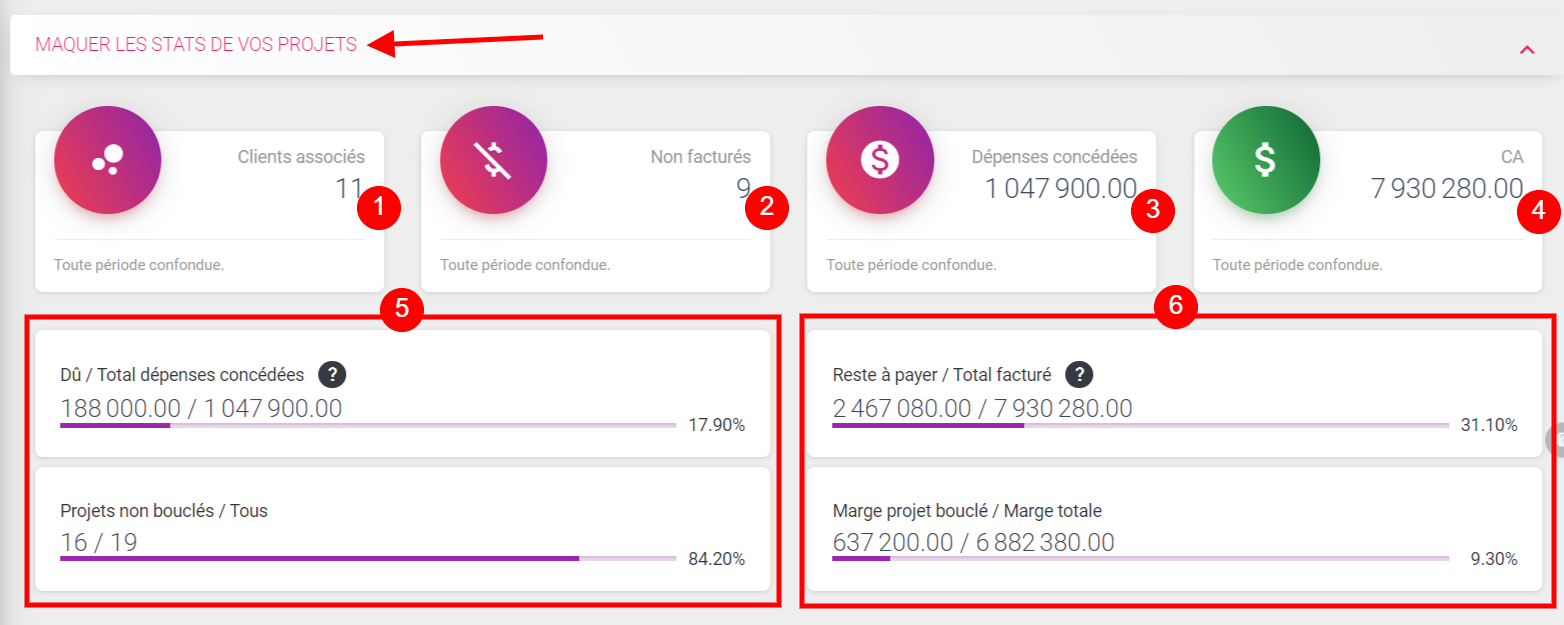 MAQUER LES STATS DE VOS PROJETS
Clients associés
11
1
Toute période confondue.
Non facturés
9
2
Toute période confondue.
Dépenses concédées
1 047 900.00
3
Toute période confondue.
CA
7 930 280.00
4
Toute période confondue.
5
Dû / Total dépenses concédées ?
188 000.00 / 1 047 900.00
17.90%
Projets non bouclés / Tous
16 / 19
84.20%
6
Reste à payer / Total facturé ?
2 467 080.00 / 7 930 280.00
31.10%
Marge projet bouclé / Marge totale
637 200.00 / 6 882 380.00
9.30%